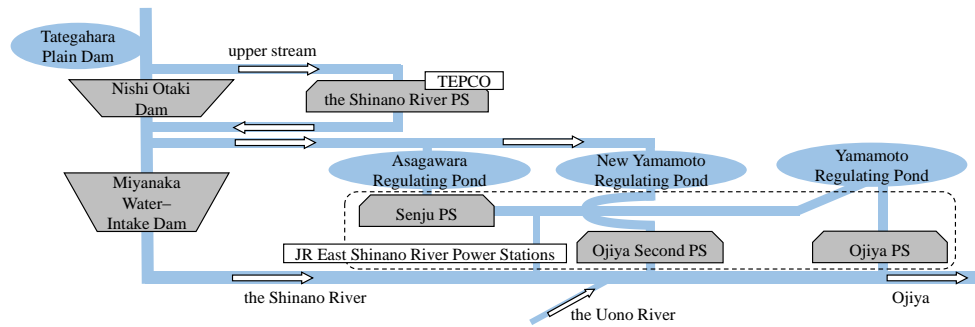 Tategahara
Plain Dam
upper stream
TEPCO
Nishi Otaki
Dam
the Shinano River PS
Asagawara
Regulating Pond
New Yamamoto
Regulating Pond
Yamamoto
Regulating Pond
Miyanaka
Water–
Intake Dam
Senju PS
JR East Shinano River Power Stations
Ojiya Second PS
Ojiya PS
the Shinano River
the Uono River
Ojiya